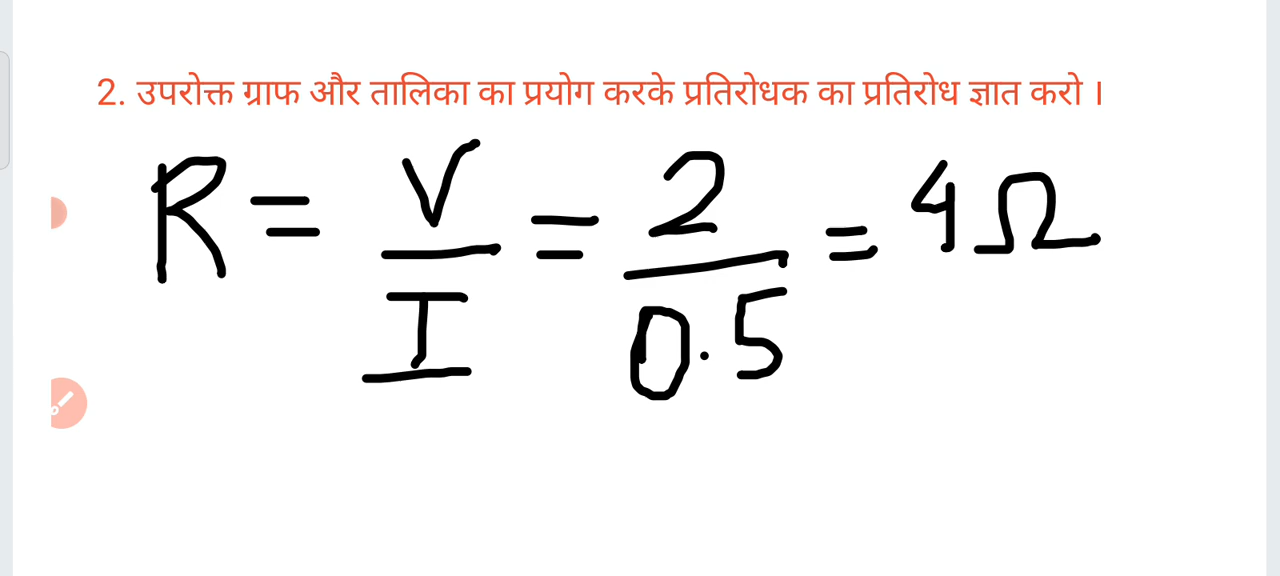 2. उपरोक्त ग्राफ और तालिका का प्रयोग करके प्रतिरोधक का प्रतिरोध ज्ञात करो ।
R = V/I = 2/0.5 = 4Ω